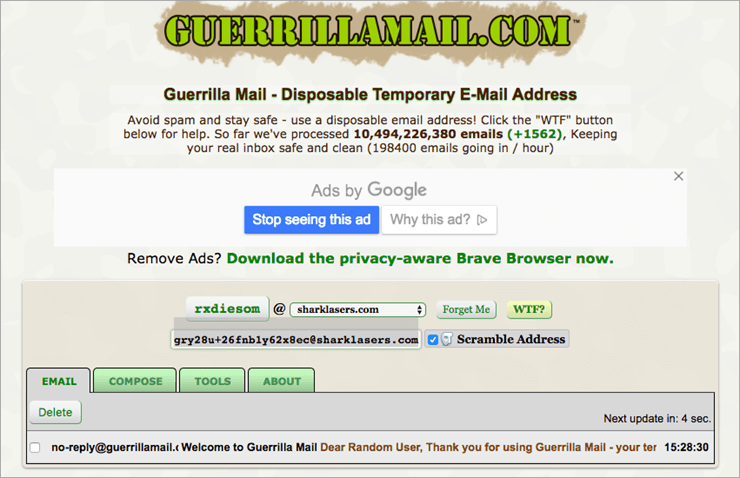 GUERRILLAMAIL.COM™
Guerrilla Mail - Disposable Temporary E-Mail Address
Avoid spam and stay safe - use a disposable email address! Click the "WTF" button
below for help. So far we've processed 10,494,226,380 emails (+1562), Keeping
your real inbox safe and clean (198400 emails going in / hour)
Ads by Google
Stop seeing this ad Why this ad?
Remove Ads? Download the privacy-aware Brave Browser now.
rxdiesom @ sharklasers.com Forget Me WTF?
gry28u+26fnb1y62x8ec@sharklasers.com Scramble Address
EMAIL COMPOSE TOOLS ABOUT
Delete
Next update in: 4 sec.
no-reply@guerrillamail.c Welcome to Guerrilla Mail Dear Random User, Thank you for using Guerrilla Mail - your ter 15:28:30